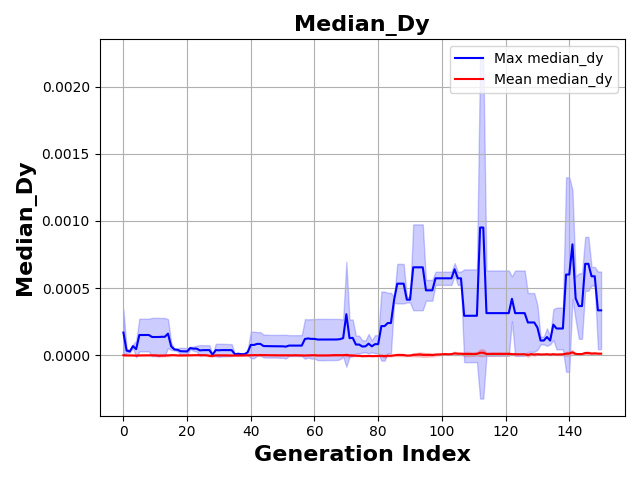 Median_Dy
Max median_dy
Mean median_dy
0.0020
0.0015
0.0010
0.0005
0.0000
Median_Dy
0 20 40 60 80 100 120 140
Generation Index